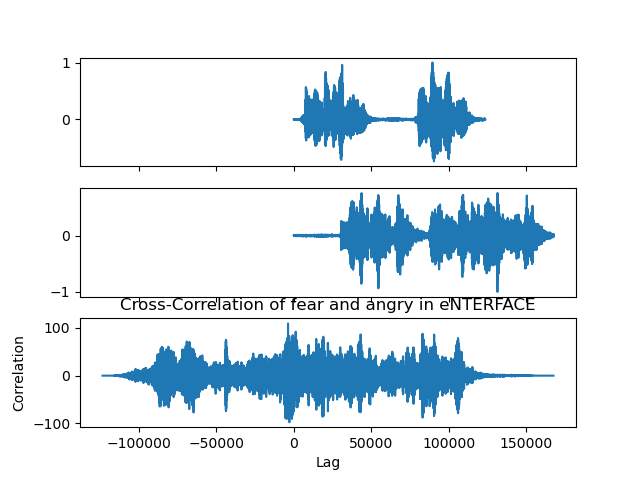 1
0
0
−1
Cross-Correlation of fear and angry in eNTERFACE
100
0
−100
Correlation
−100000 −50000 0 50000 100000 150000
Lag